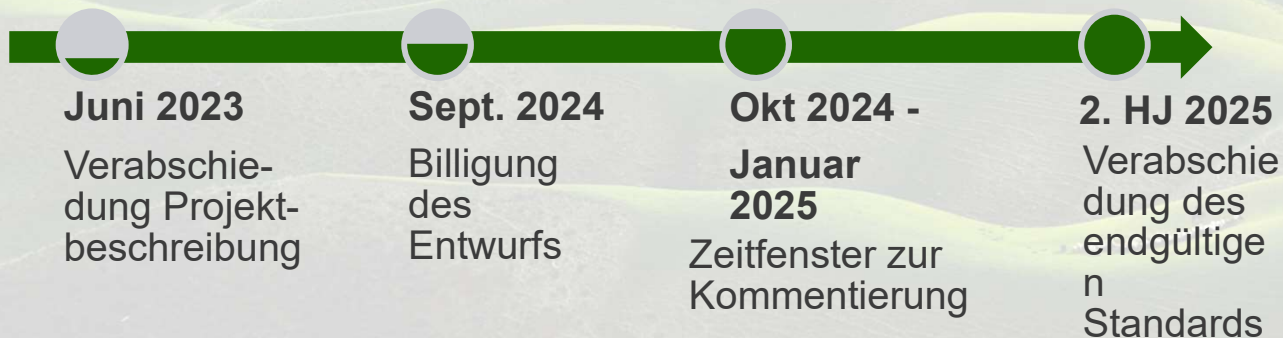 Juni 2023
Verabschie-
dung Projekt-
beschreibung
Sept. 2024
Billigung
des
Entwurfs
Okt 2024 -
Januar
2025
Zeitfenster zur
Kommentierung
2. HJ 2025
Verabschie
dung des
endgültige
n
Standards